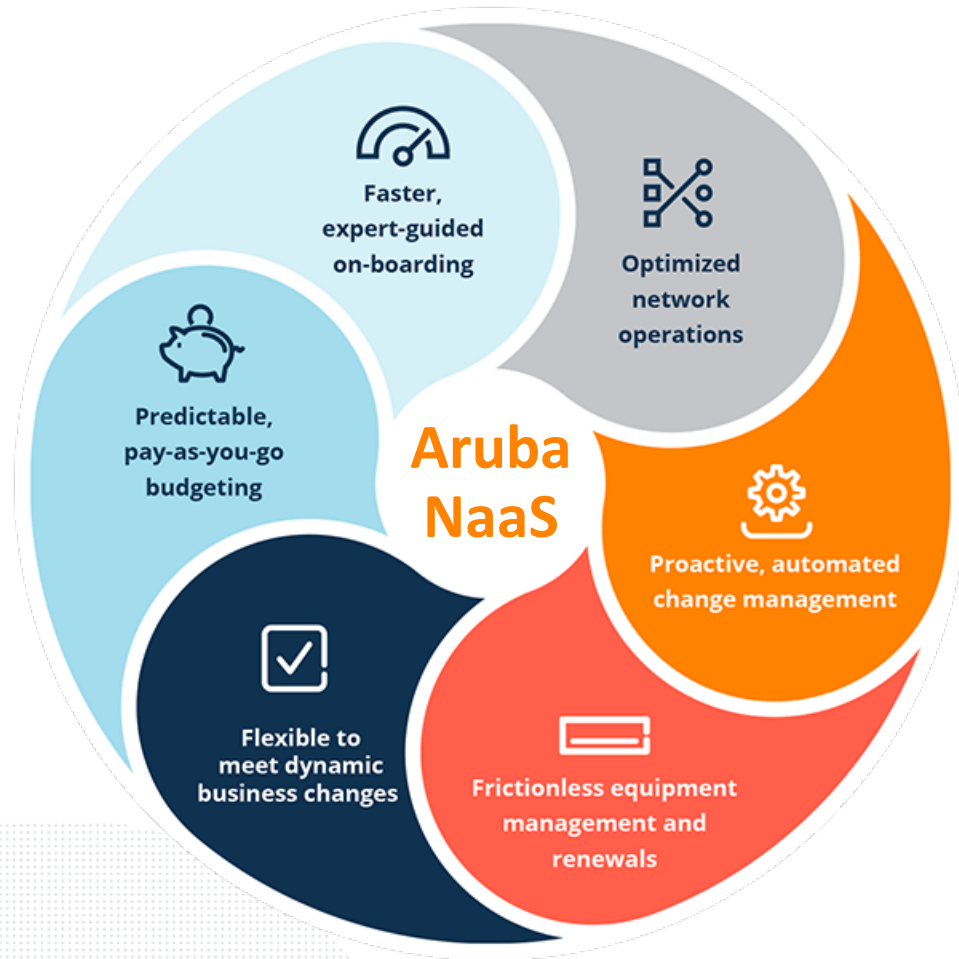 Faster,
expert-guided
on-boarding
Optimized
network
operations
Predictable,
pay-as-you-go
budgeting
Aruba
NaaS
Proactive, automated
change management
Flexible to
meet dynamic
business changes
Frictionless equipment
management and
renewals